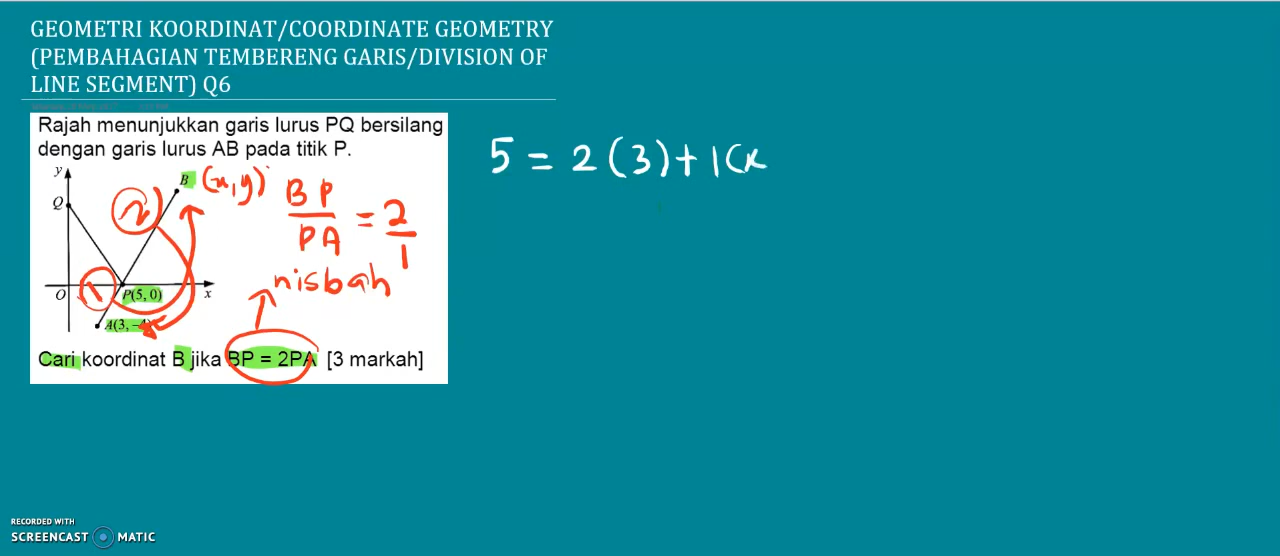 GEOMETRI KOORDINAT/COORDINATE GEOMETRY
(PEMBAHAGIAN TEMBERENG GARIS/DIVISION OF
LINE SEGMENT) Q6
Rajah menunjukkan garis lurus PQ bersilang
dengan garis lurus AB pada titik P.
5 = 2 (3) + 1(x
y
B (x,y)
Q
2
BP/PA = 2/1
nisbah
O
1
P(5, 0)
x
A(3, −4)
Cari koordinat B jika BP = 2PA [3 markah]
RECORDED WITH
SCREENCAST MATIC